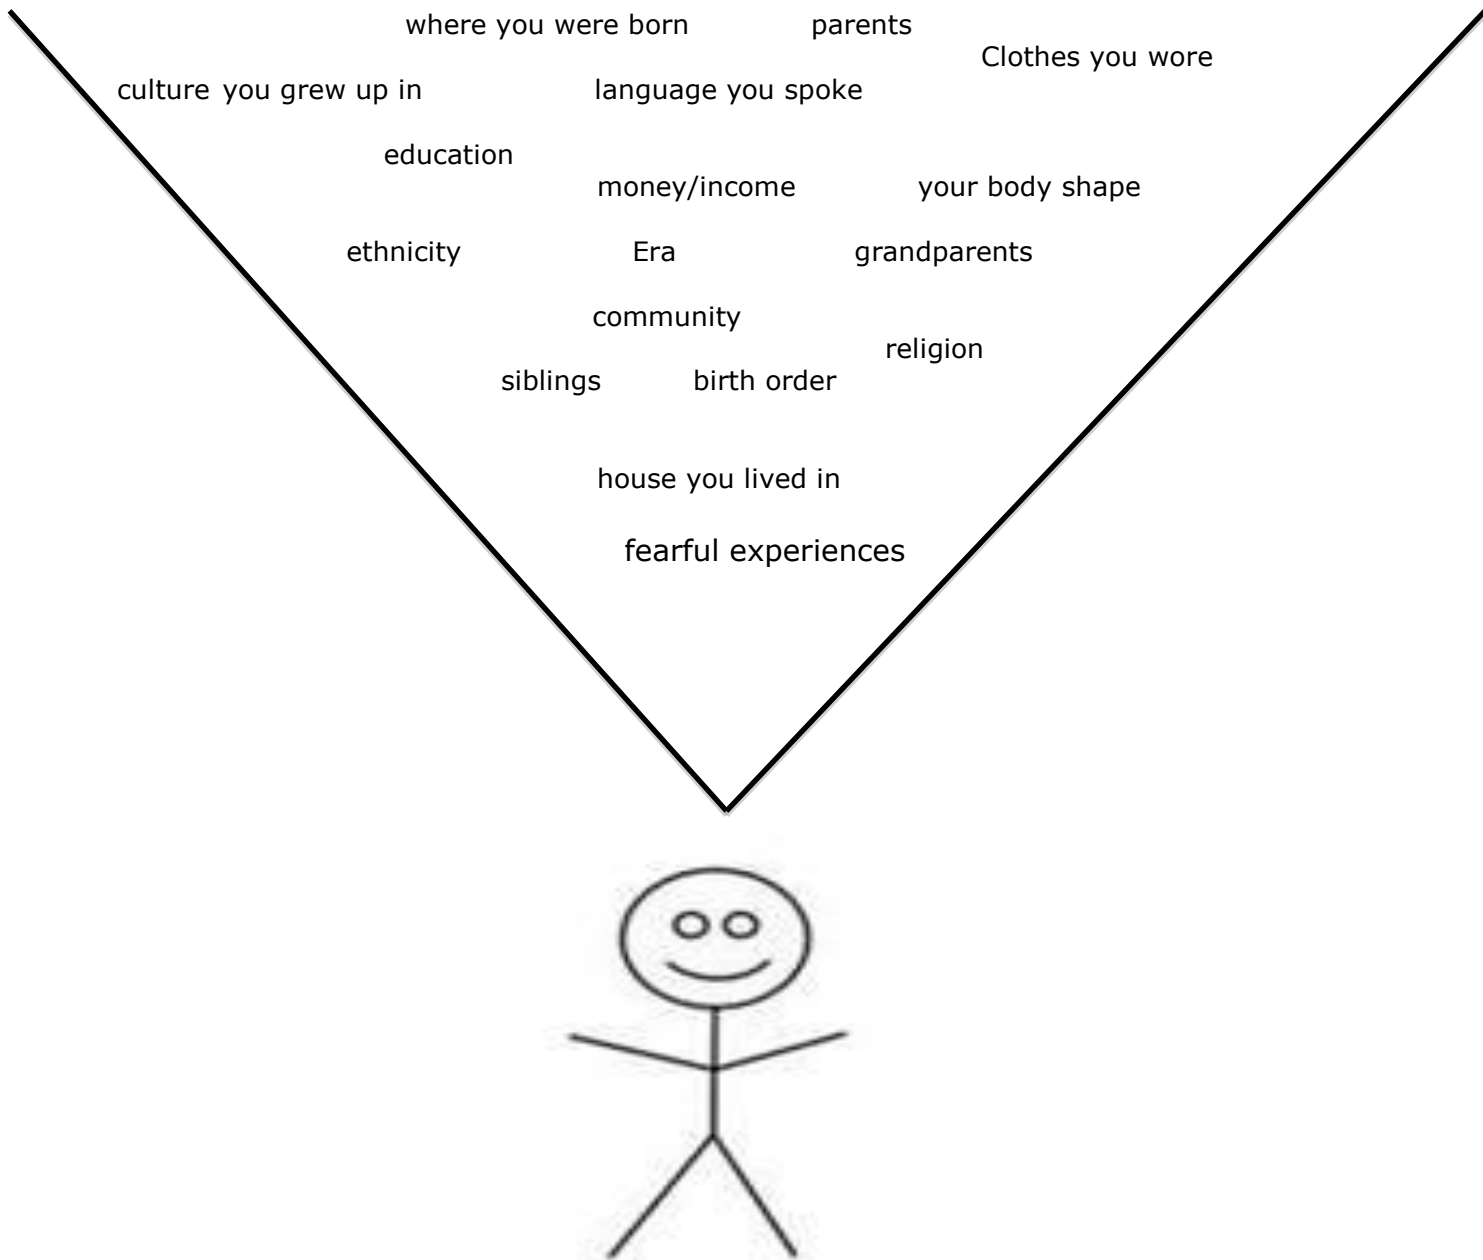 where you were born parents
Clothes you wore
culture you grew up in language you spoke
education
money/income your body shape
ethnicity Era grandparents
community
religion
siblings birth order
house you lived in
fearful experiences